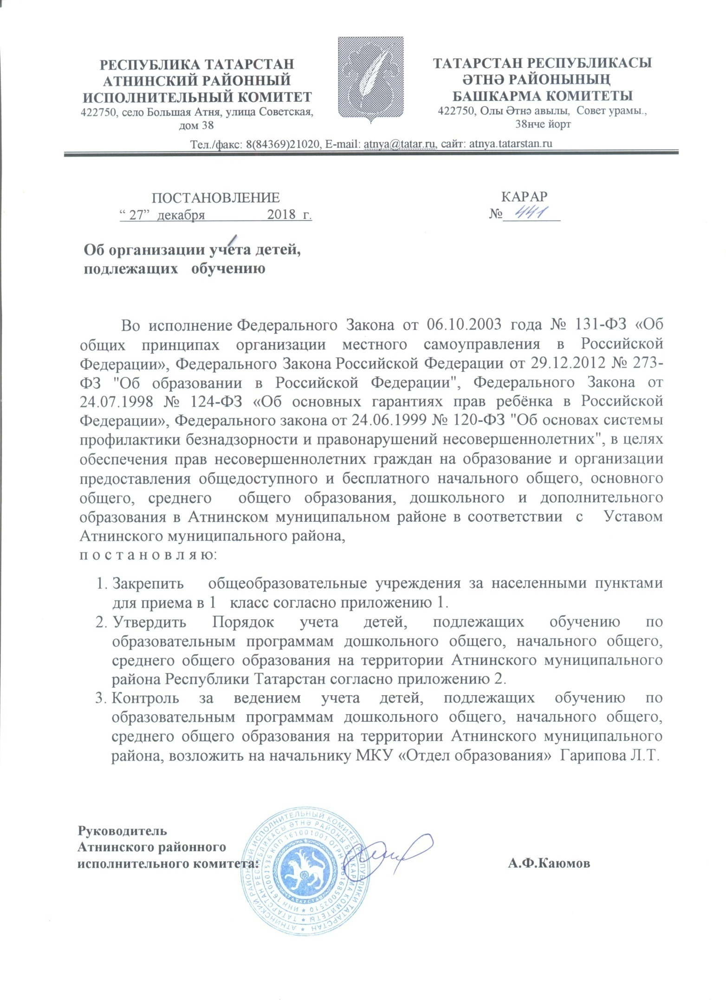 РЕСПУБЛИКА ТАТАРСТАН
АТНИНСКИЙ РАЙОННЫЙ
ИСПОЛНИТЕЛЬНЫЙ КОМИТЕТ
422750, село Большая Атня, улица Советская,
дом 38
ТАТАРСТАН РЕСПУБЛИКАСЫ
ӘТНӘ РАЙОНЫНЫҢ
БАШКАРМА КОМИТЕТЫ
422750, Олы Әтнә авылы, Совет урамы.,
38нче йорт
Тел./факс: 8(84369)21020, E-mail: atnya@tatar.ru, сайт: atnya.tatarstan.ru
ПОСТАНОВЛЕНИЕ
“ 27” декабря 2018 г.
КАРАР
№ 441
Об организации учета детей,
подлежащих обучению
Во исполнение Федерального Закона от 06.10.2003 года № 131-ФЗ «Об
общих принципах организации местного самоуправления в Российской
Федерации», Федерального Закона Российской Федерации от 29.12.2012 № 273-
ФЗ "Об образовании в Российской Федерации", Федерального Закона от
24.07.1998 № 124-ФЗ «Об основных гарантиях прав ребёнка в Российской
Федерации», Федерального закона от 24.06.1999 № 120-ФЗ "Об основах системы
профилактики безнадзорности и правонарушений несовершеннолетних", в целях
обеспечения прав несовершеннолетних граждан на образование и организации
предоставления общедоступного и бесплатного начального общего, основного
общего, среднего общего образования, дошкольного и дополнительного
образования в Атнинском муниципальном районе в соответствии с Уставом
Атнинского муниципального района,
п о с т а н о в л я ю:
1. Закрепить общеобразовательные учреждения за населенными пунктами
для приема в 1 класс согласно приложению 1.
2. Утвердить Порядок учета детей, подлежащих обучению по
образовательным программам дошкольного общего, начального общего,
среднего общего образования на территории Атнинского муниципального
района Республики Татарстан согласно приложению 2.
3. Контроль за ведением учета детей, подлежащих обучению по
образовательным программам дошкольного общего, начального общего,
среднего общего образования на территории Атнинского муниципального
района, возложить на начальнику МКУ «Отдел образования» Гарипова Л.Т.
Руководитель
Атнинского районного
исполнительного комитета:
А.Ф.Каюмов
АТНИНСКИЙ РАЙОННЫЙ ИСПОЛНИТЕЛЬНЫЙ КОМИТЕТ РЕСПУБЛИКИ ТАТАРСТАН
ТАТАРСТАН РЕСПУБЛИКАСЫ ӘТНӘ РАЙОНЫ БАШКАРМА КОМИТЕТЫ
ИНН 1610001536 КПП 161001001 ОГРН
ТАТАРСТАН